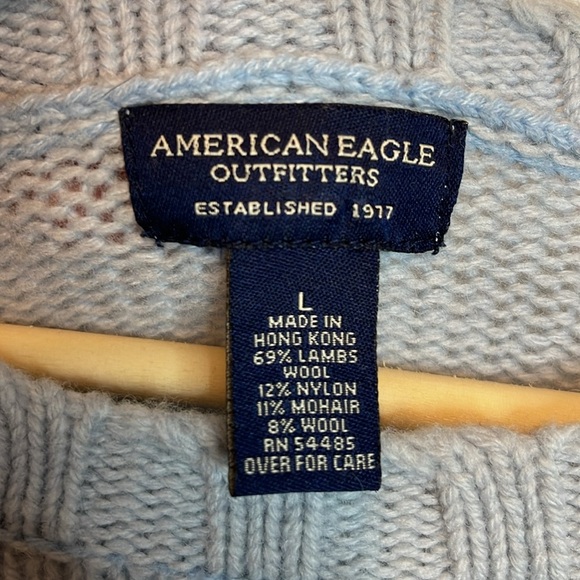 AMERICAN EAGLE
OUTFITTERS
ESTABLISHED 1977
L
MADE IN
HONG KONG
69% LAMBS
WOOL
12% NYLON
11% MOHAIR
8% WOOL
RN 54485
OVER FOR CARE